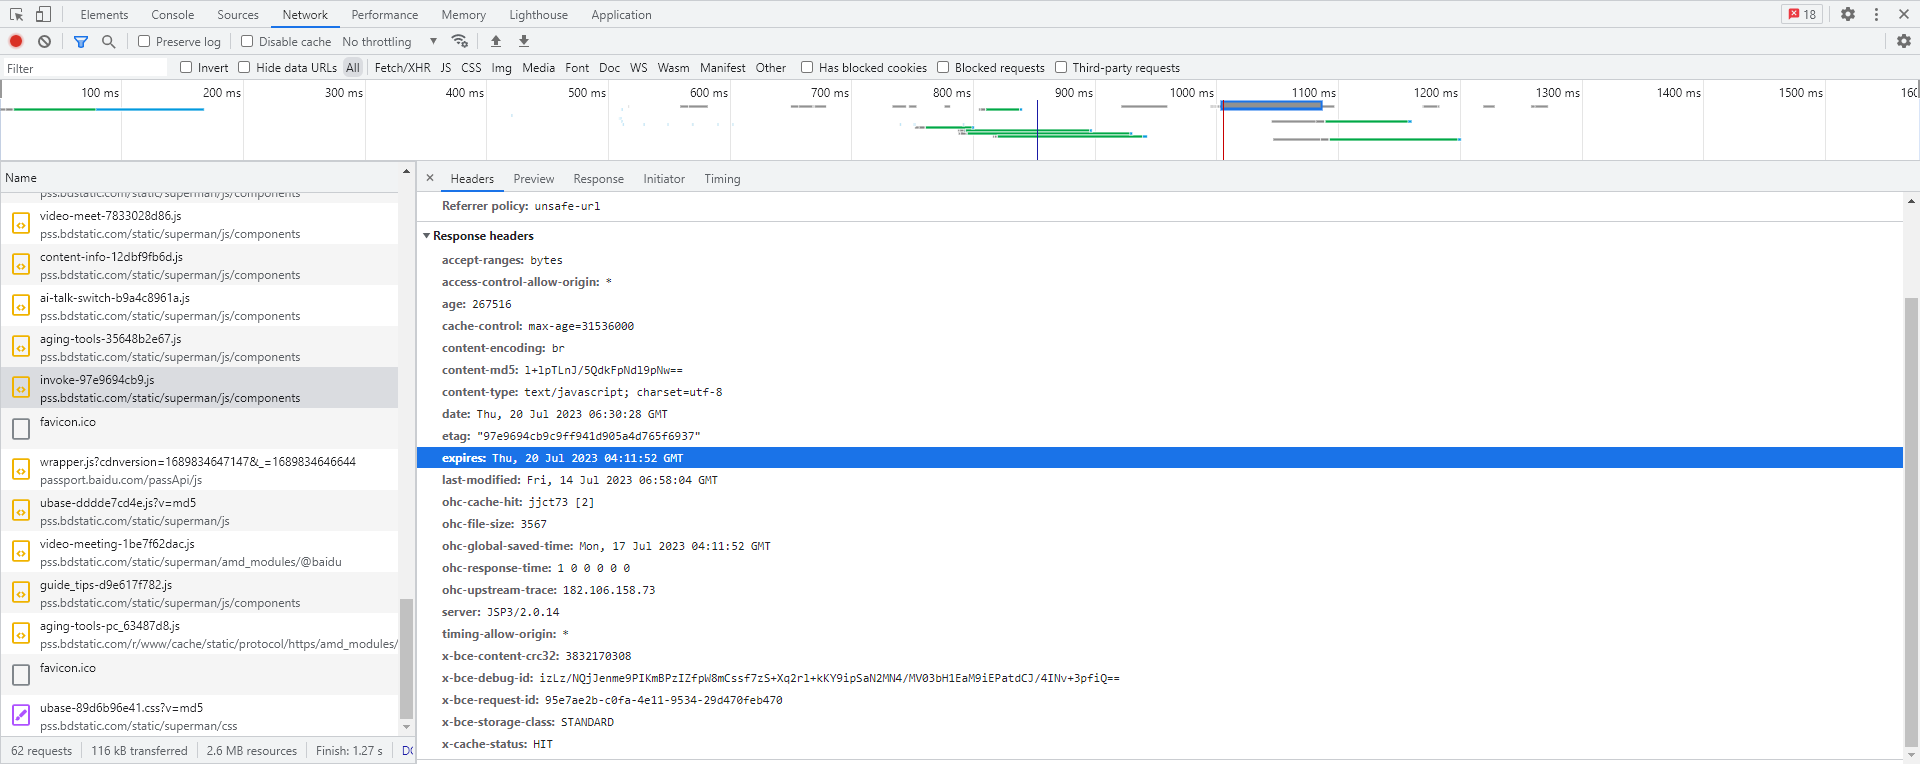 Elements Console Sources Network Performance Memory Lighthouse Application 18
Preserve log Disable cache No throttling
Filter Invert Hide data URLs All Fetch/XHR JS CSS Img Media Font Doc WS Wasm Manifest Other Has blocked cookies Blocked requests Third-party requests
100 ms 200 ms 300 ms 400 ms 500 ms 600 ms 700 ms 800 ms 900 ms 1000 ms 1100 ms 1200 ms 1300 ms 1400 ms 1500 ms 160
Name
pss.bdstatic.com/static/superman/js/components
video-meet-7833028d86.js
pss.bdstatic.com/static/superman/js/components
content-info-12dbf9fb6d.js
pss.bdstatic.com/static/superman/js/components
ai-talk-switch-b9a4c8961a.js
pss.bdstatic.com/static/superman/js/components
aging-tools-35648b2e67.js
pss.bdstatic.com/static/superman/js/components
invoke-97e9694cb9.js
pss.bdstatic.com/static/superman/js/components
favicon.ico
wrapper.js?cdnversion=1689834647147&_=1689834646644
passport.baidu.com/passApi/js
ubase-dddde7cd4e.js?v=md5
pss.bdstatic.com/static/superman/js
video-meeting-1be7f62dac.js
pss.bdstatic.com/static/superman/amd_modules/@baidu
guide_tips-d9e617f782.js
pss.bdstatic.com/static/superman/js/components
aging-tools-pc_63487d8.js
pss.bdstatic.com/r/www/cache/static/protocol/https/amd_modules/
favicon.ico
ubase-89d6b96e41.css?v=md5
pss.bdstatic.com/static/superman/css
62 requests 116 kB transferred 2.6 MB resources Finish: 1.27 s DC
Headers Preview Response Initiator Timing
Referrer policy: unsafe-url
Response headers
accept-ranges: bytes
access-control-allow-origin: *
age: 267516
cache-control: max-age=31536000
content-encoding: br
content-md5: l+lpTLnJ/5QdkFpNdl9pNw==
content-type: text/javascript; charset=utf-8
date: Thu, 20 Jul 2023 06:30:28 GMT
etag: "97e9694cb9c9ff941d905a4d765f6937"
expires: Thu, 20 Jul 2023 04:11:52 GMT
last-modified: Fri, 14 Jul 2023 06:58:04 GMT
ohc-cache-hit: jjct73 [2]
ohc-file-size: 3567
ohc-global-saved-time: Mon, 17 Jul 2023 04:11:52 GMT
ohc-response-time: 1 0 0 0 0 0
ohc-upstream-trace: 182.106.158.73
server: JSP3/2.0.14
timing-allow-origin: *
x-bce-content-crc32: 3832170308
x-bce-debug-id: izLz/NQjJenme9PIKmBPzIZfpW8mCssf7zS+Xq2rl+kKY9ipSaN2MN4/MV03bH1EaM9iEPatdCJ/4INv+3pfiQ==
x-bce-request-id: 95e7ae2b-c0fa-4e11-9534-29d470feb470
x-bce-storage-class: STANDARD
x-cache-status: HIT